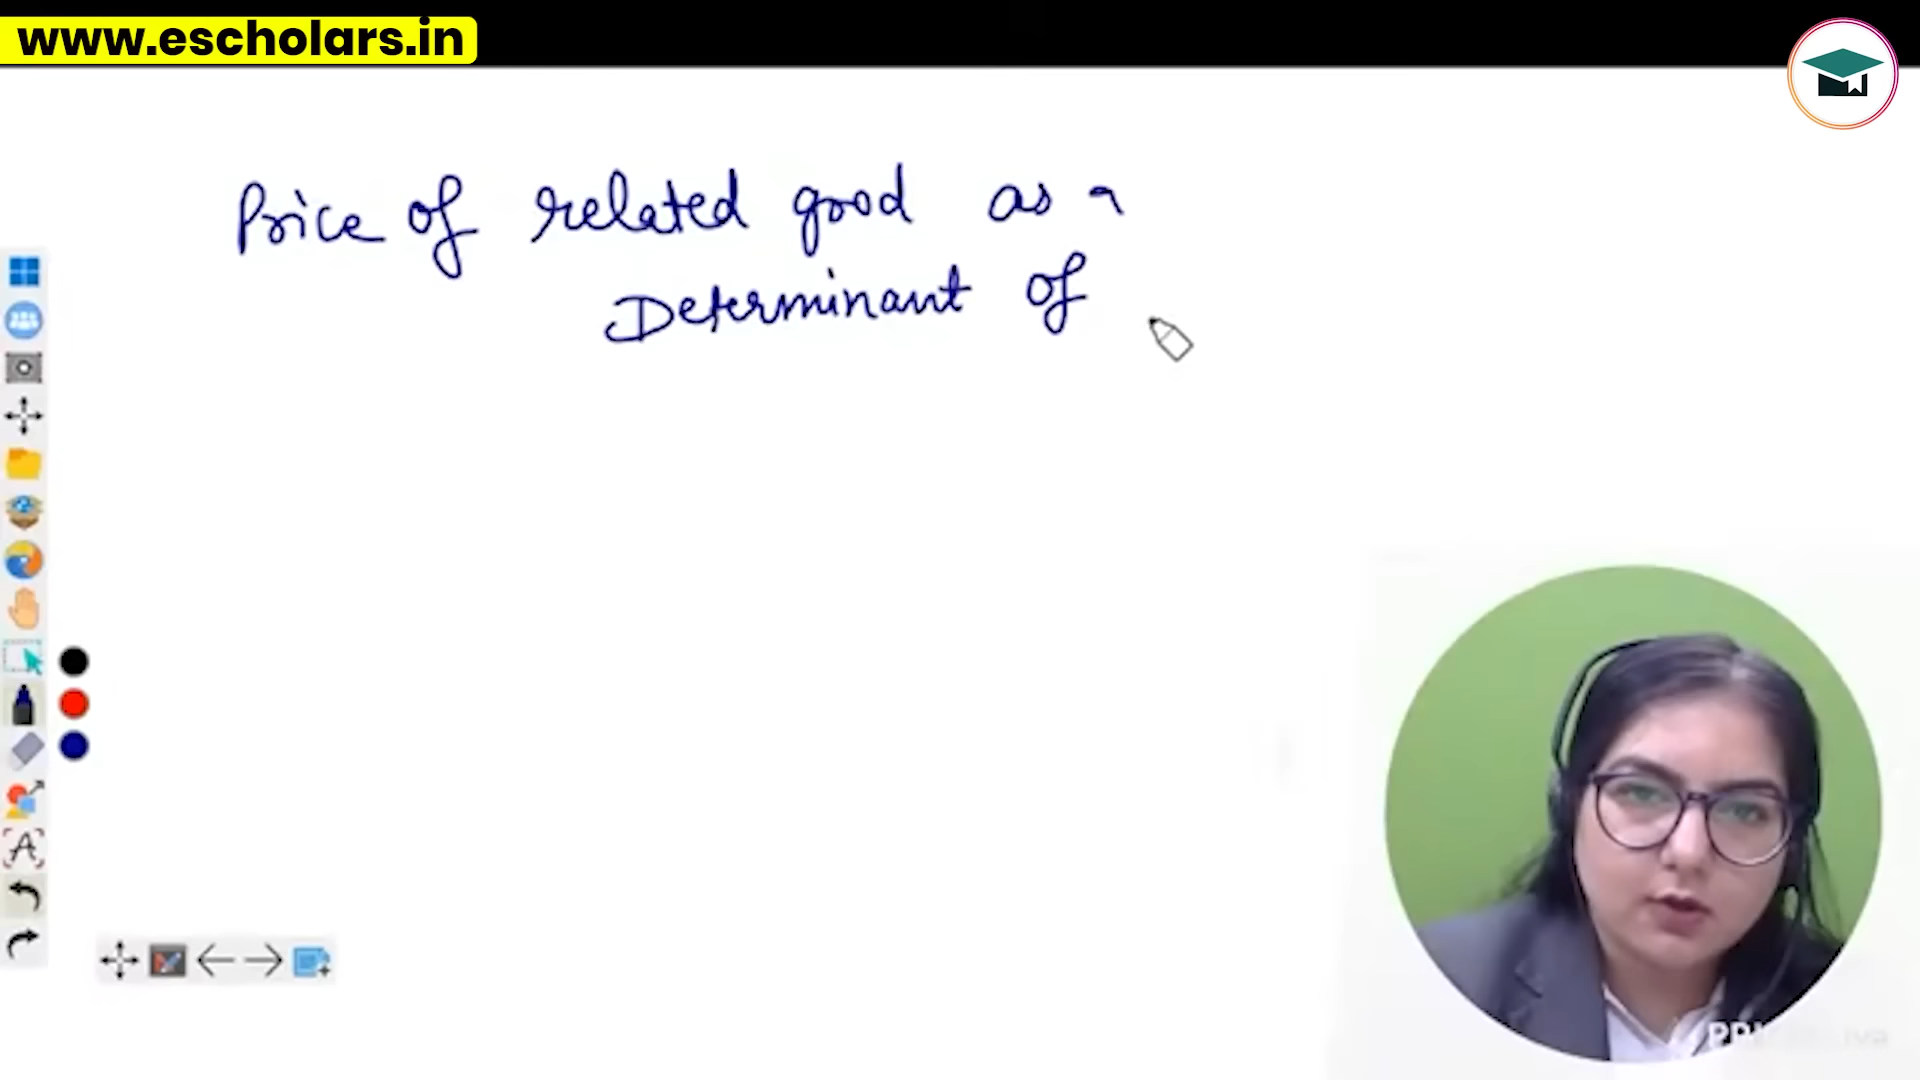 www.escholars.in
Price of related good as a
Determinant of